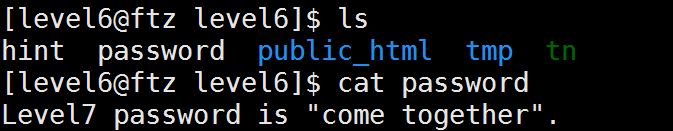 [level6@ftz level6]$ ls
hint  password  public_html  tmp  tn
[level6@ftz level6]$ cat password
Level7 password is "come together".